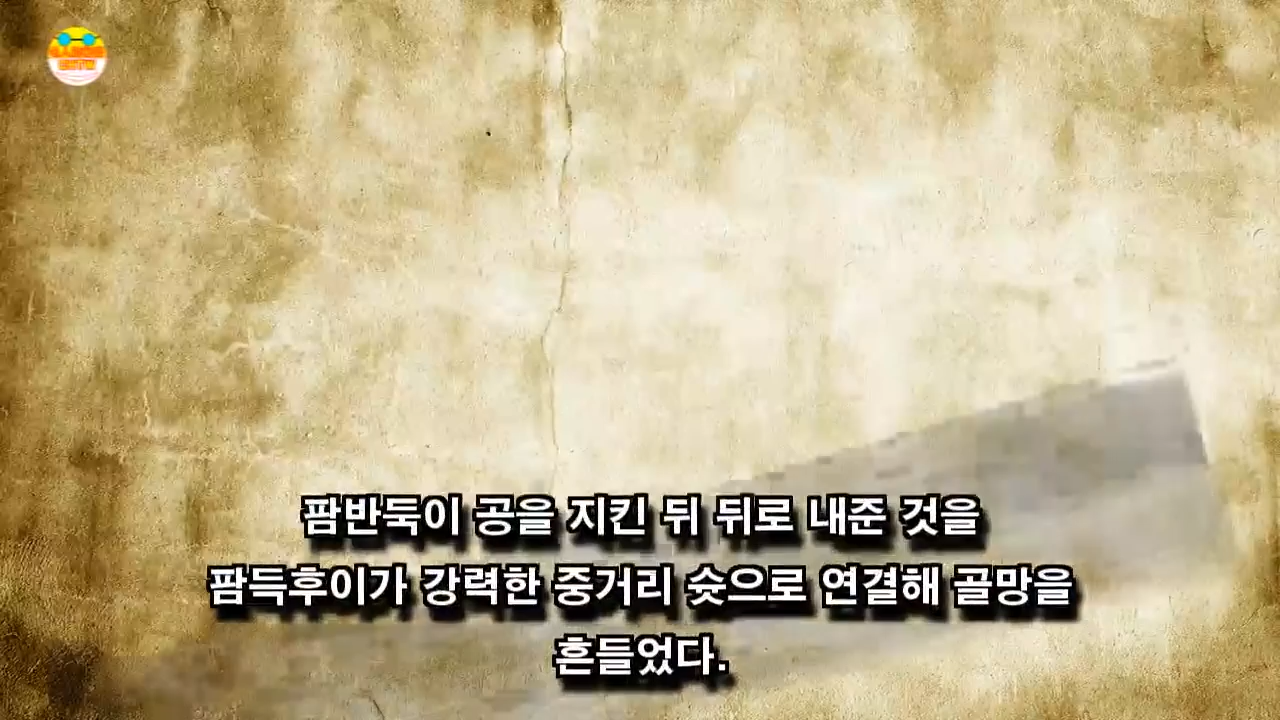 팜반둑이 공을 지킨 뒤 뒤로 내준 것을
팜득후이가 강력한 중거리 슛으로 연결해 골망을
흔들었다.